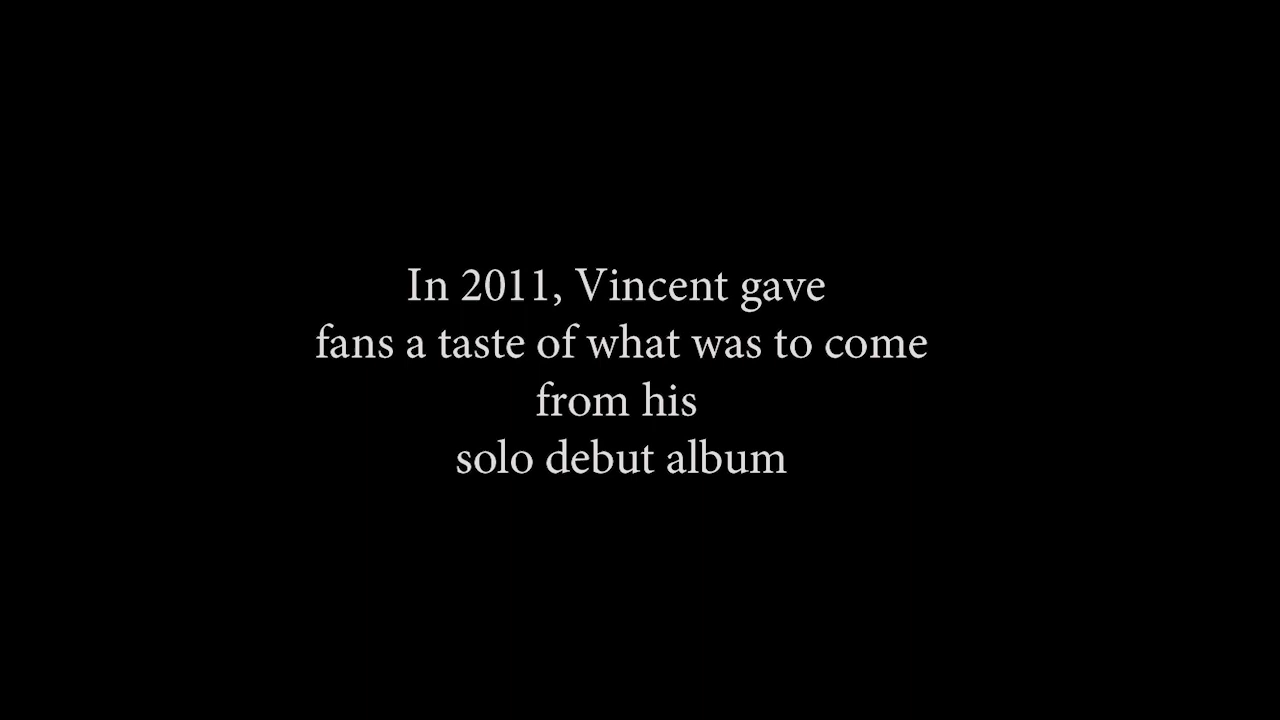 In 2011, Vincent gave
fans a taste of what was to come
from his
solo debut album